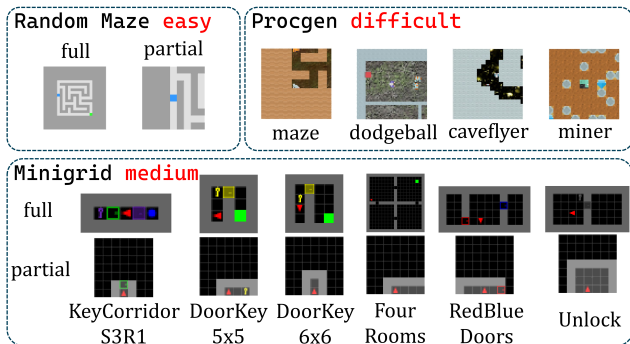 Random Maze easy
full
partial
Procgen difficult
maze
dodgeball
caveflyer
miner
Minigrid medium
full
partial
KeyCorridor
S3R1
DoorKey
5x5
DoorKey
6x6
Four
Rooms
RedBlue
Doors
Unlock